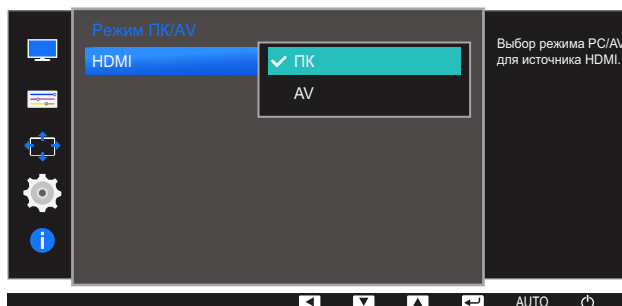 Режим ПК/AV
HDMI
ПК
AV
Выбор режима PC/AV
для источника HDMI.
AUTO